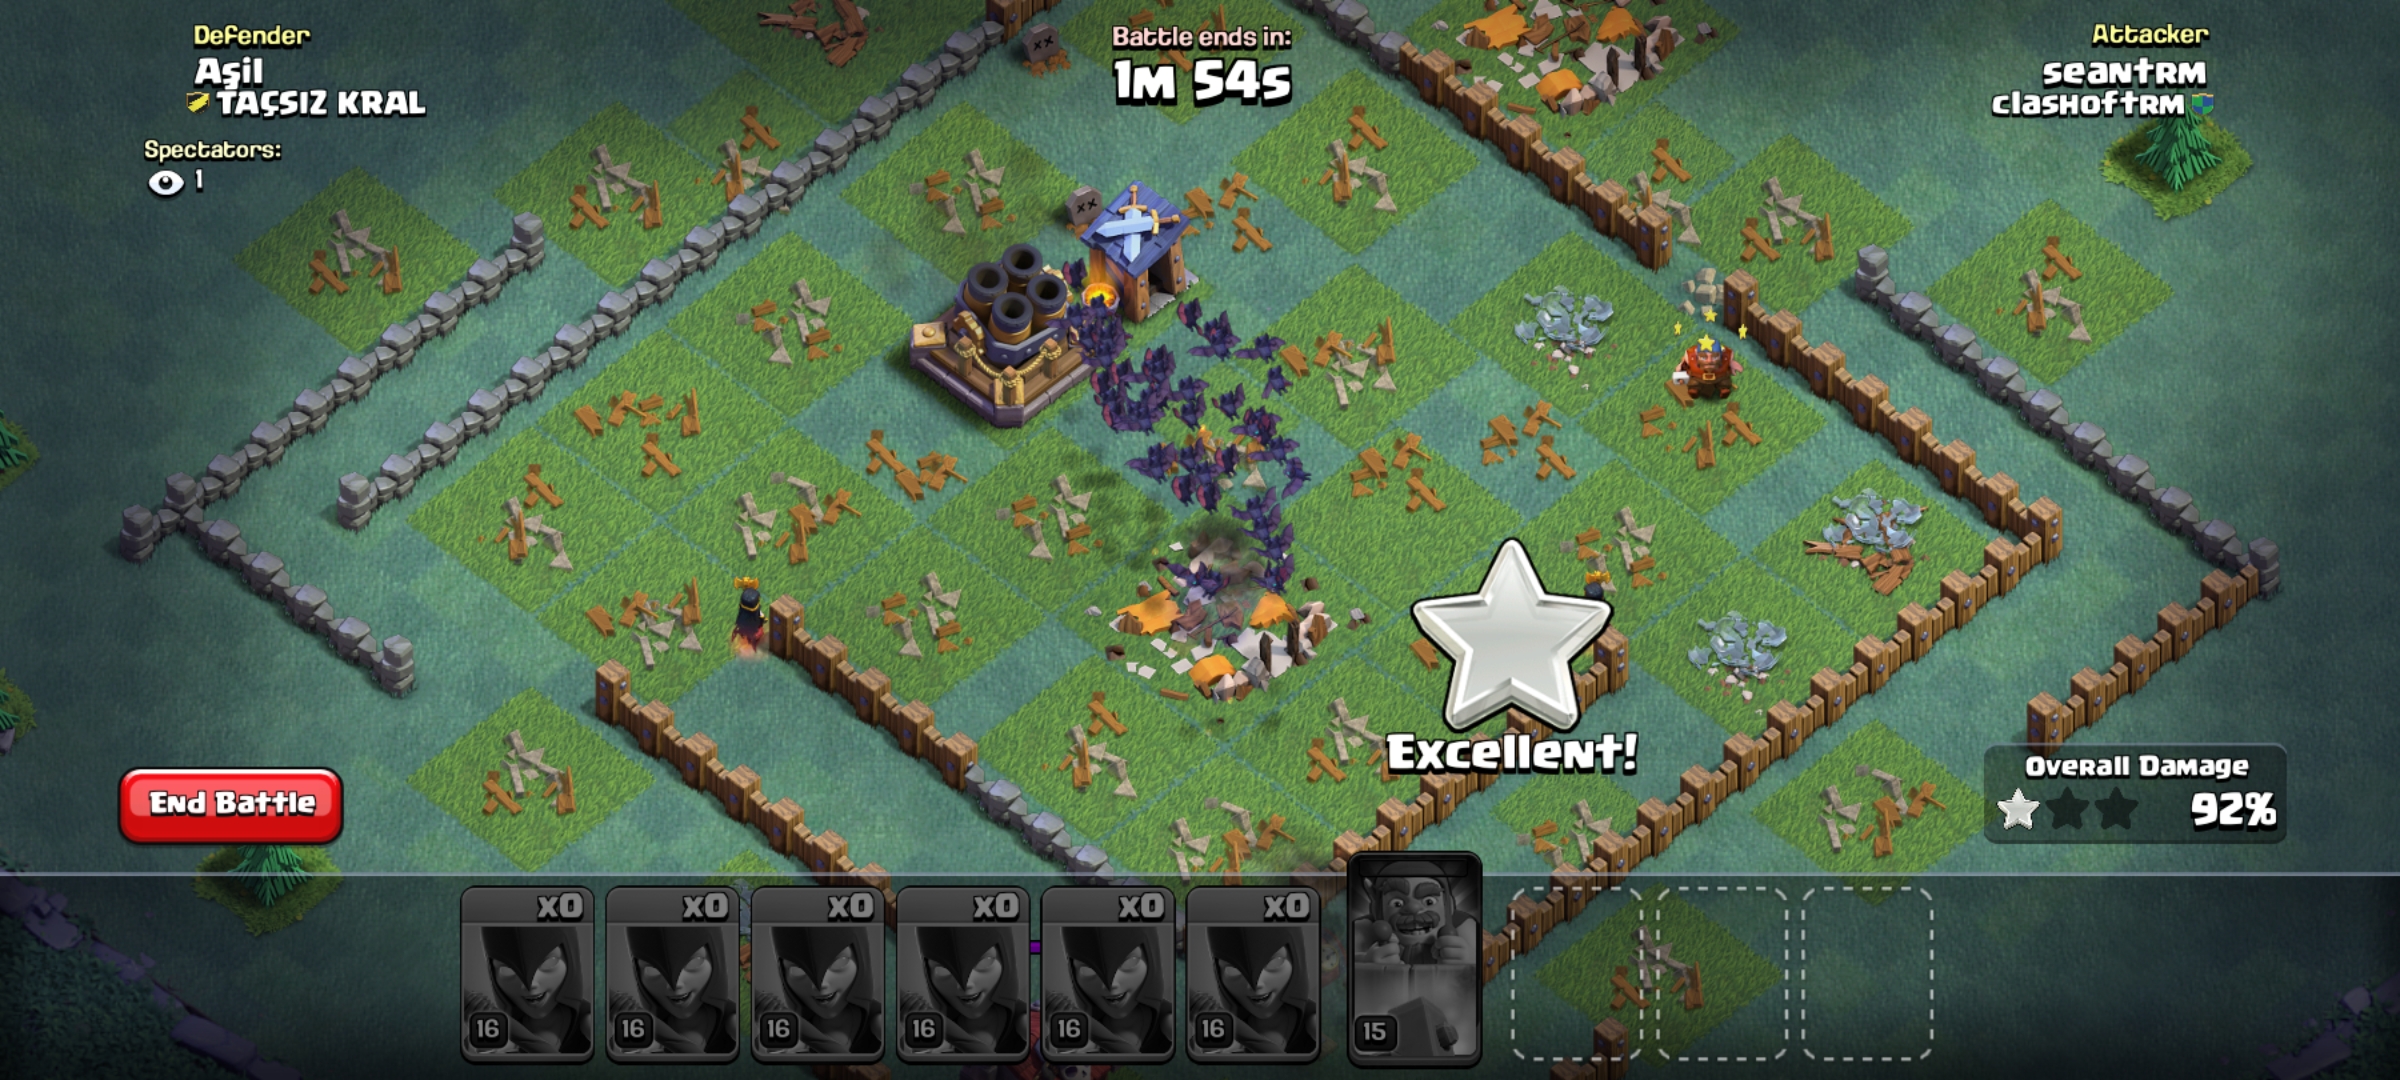 Defender
Aşil
TAÇSIZ KRAL
Spectators:
1
Battle ends in:
1M 54s
Attacker
seantRM
clashoftRM
Excellent!
End Battle
Overall Damage
92%
x0 x0 x0 x0 x0 x0
16 16 16 16 16 16 15